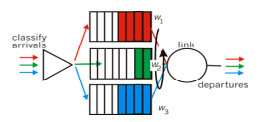 classify
arrivals
w1
link
w2
departures
w3